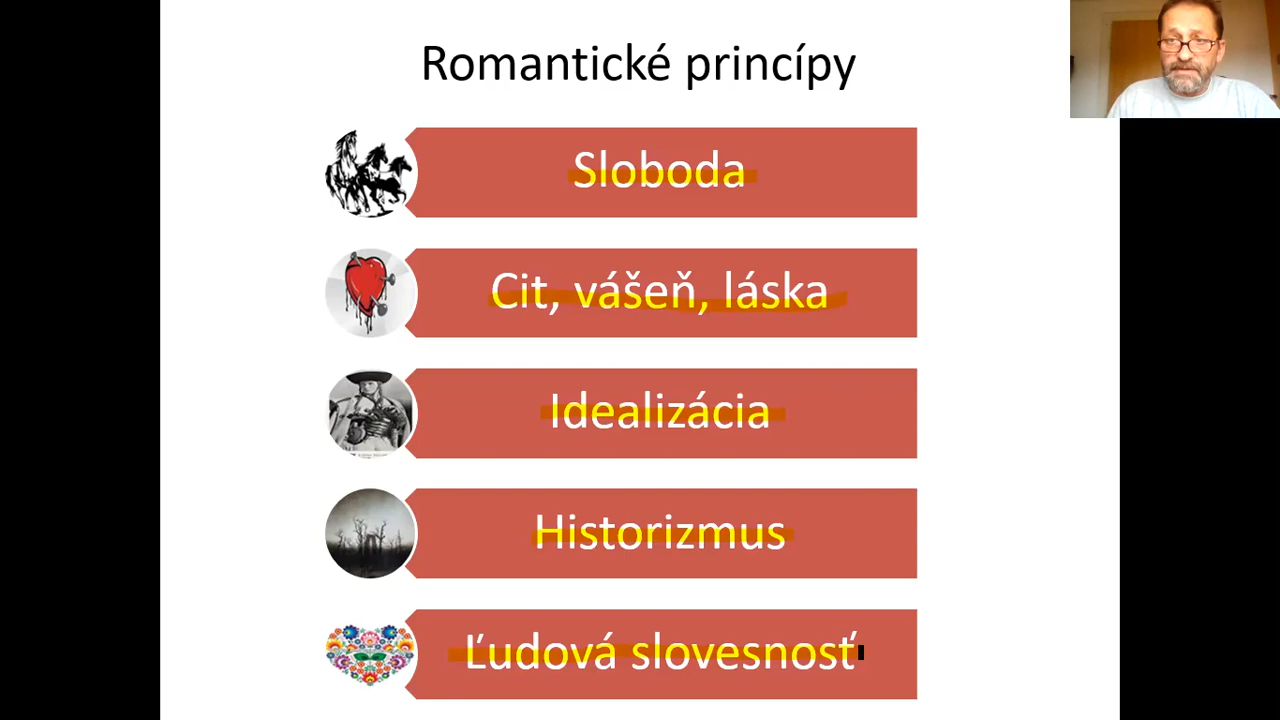 Romantické princípy
Sloboda
Cit, vášeň, láska
Idealizácia
Historizmus
Ľudová slovesnosť